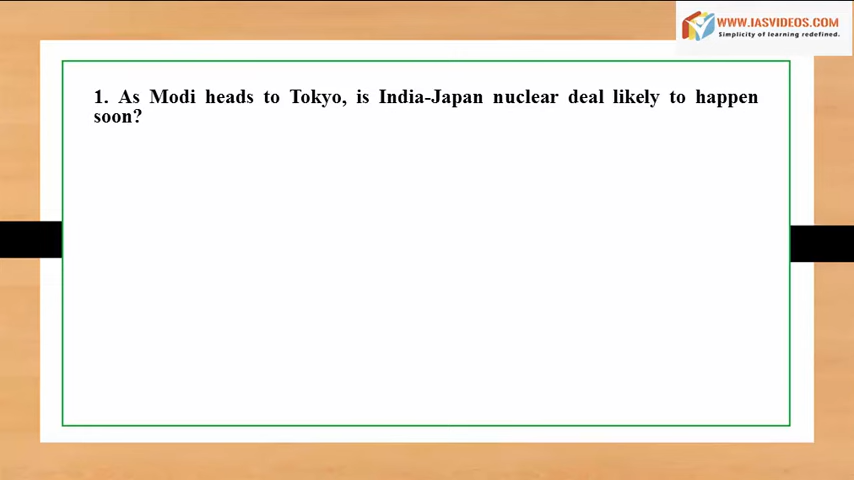 WWW.IASVIDEOS.COM
Simplicity of learning redefined.
1. As Modi heads to Tokyo, is India-Japan nuclear deal likely to happen
soon?